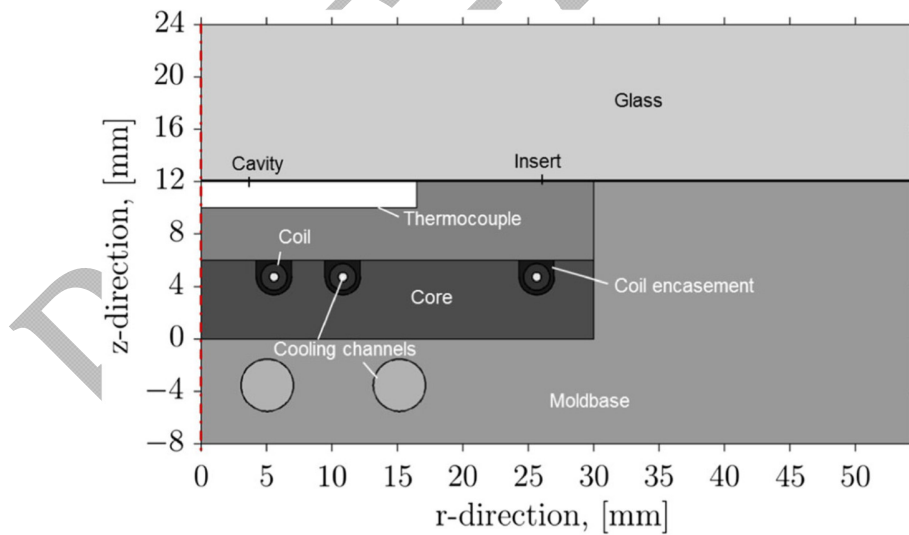 24
20
16
12
8
4
0
−4
−8
z-direction, [mm]
Glass
Cavity
Insert
Thermocouple
Coil
Coil encasement
Core
Cooling channels
Moldbase
0 5 10 15 20 25 30 35 40 45 50
r-direction, [mm]